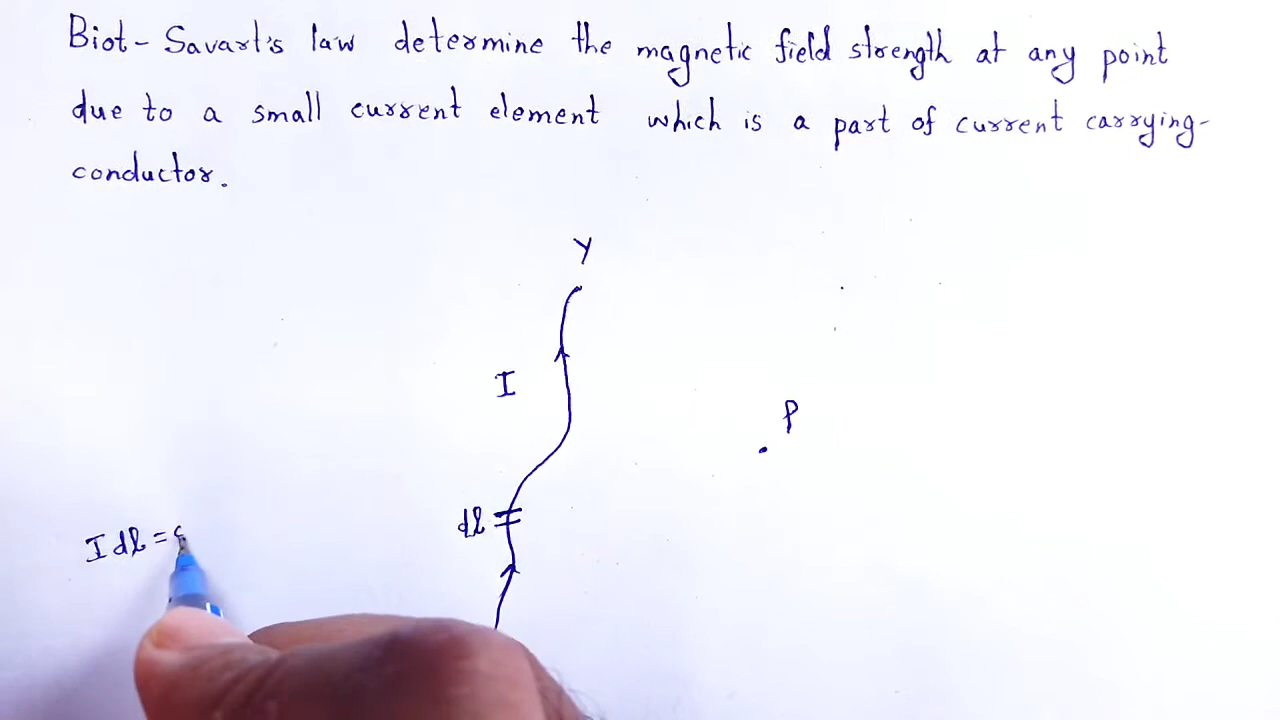 Biot-Savart's law determine the magnetic field strength at any point
due to a small current element which is a part of current carrying-
conductor.
Y
I
P
dl
I dl =